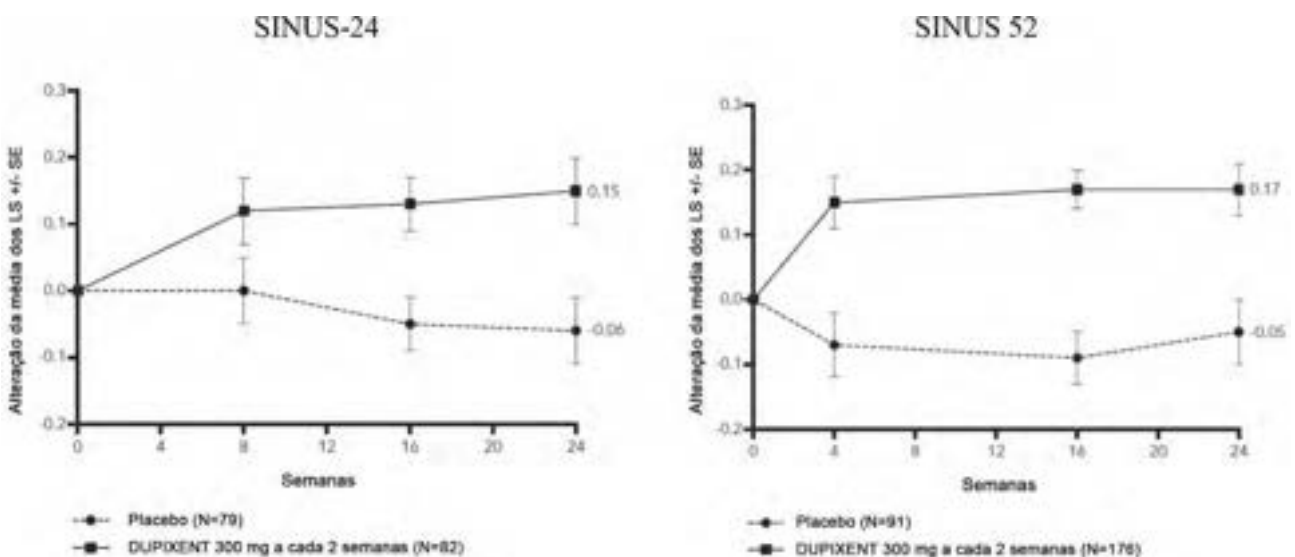 SINUS-24
0.3
0.2
0.1
0.0
-0.1
-0.2
Alteração da média dos LS +/- SE
0.15
-0.06
0 4 8 12 16 20 24
Semanas
Placebo (N=79)
DUPIXENT 300 mg a cada 2 semanas (N=82)
SINUS 52
0.3
0.2
0.1
0.0
-0.1
-0.2
Alteração da média dos LS +/- SE
0.17
-0.05
0 4 8 12 16 20 24
Semanas
Placebo (N=91)
DUPIXENT 300 mg a cada 2 semanas (N=176)